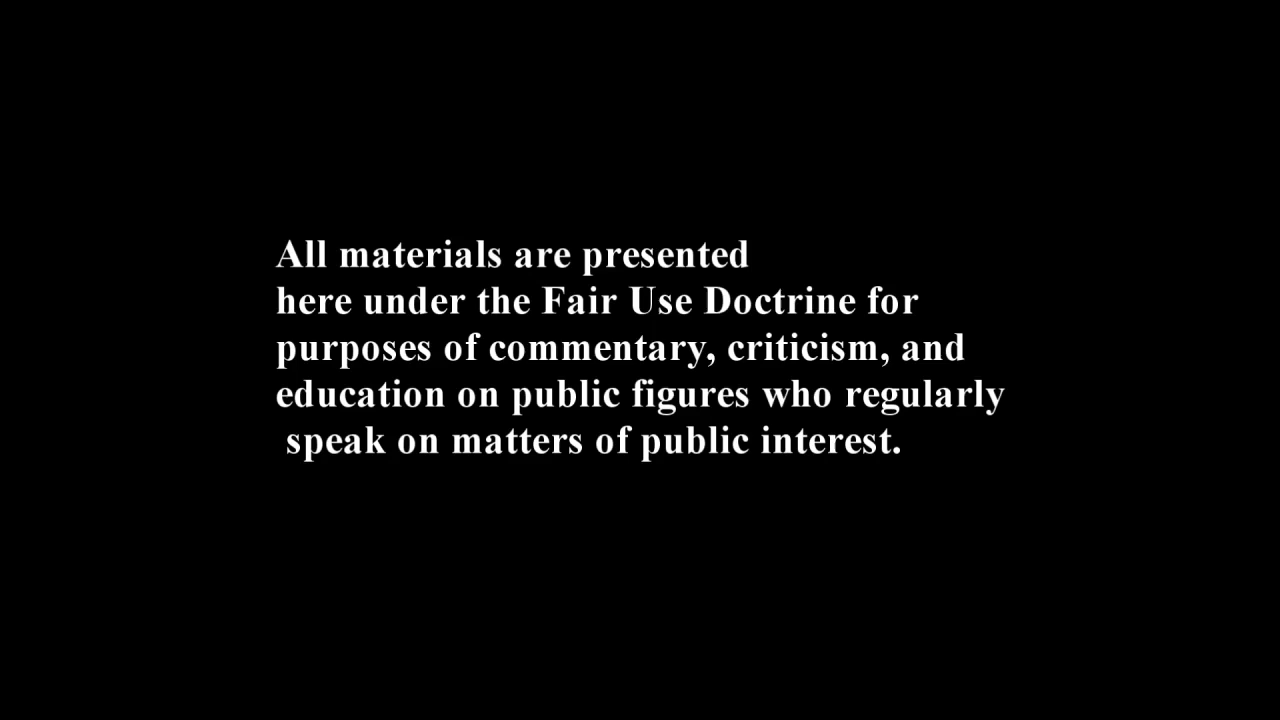 All materials are presented
here under the Fair Use Doctrine for
purposes of commentary, criticism, and
education on public figures who regularly
speak on matters of public interest.